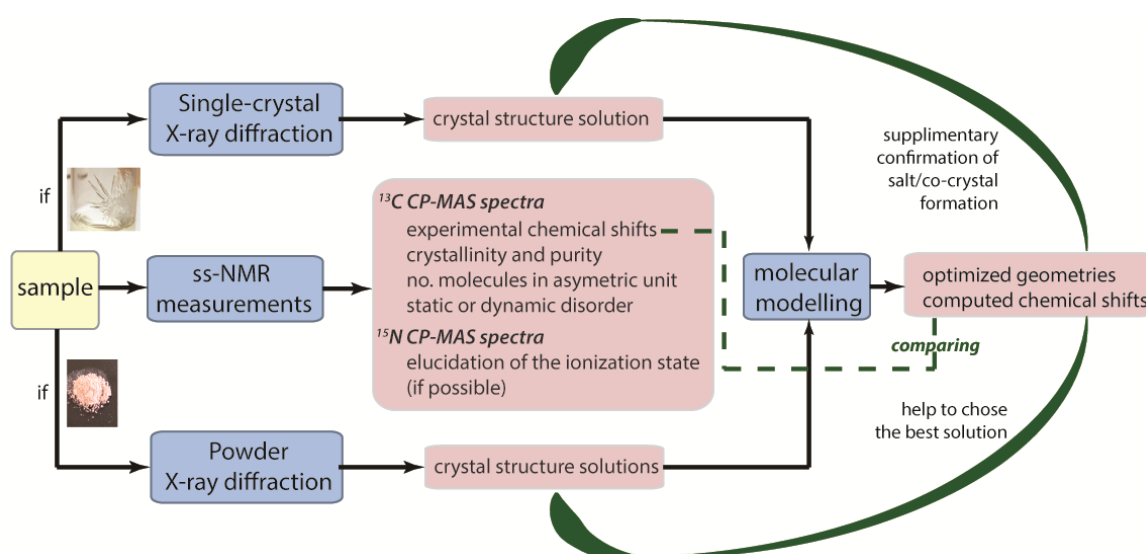 Single-crystal
X-ray diffraction
crystal structure solution
supplimentary
confirmation of
salt/co-crystal
formation
if
¹³C CP-MAS spectra
experimental chemical shifts
crystallinity and purity
no. molecules in asymetric unit
static or dynamic disorder
¹⁵N CP-MAS spectra
elucidation of the ionization state
(if possible)
sample
ss-NMR
measurements
molecular
modelling
optimized geometries
computed chemical shifts
comparing
if
help to chose
the best solution
Powder
X-ray diffraction
crystal structure solutions